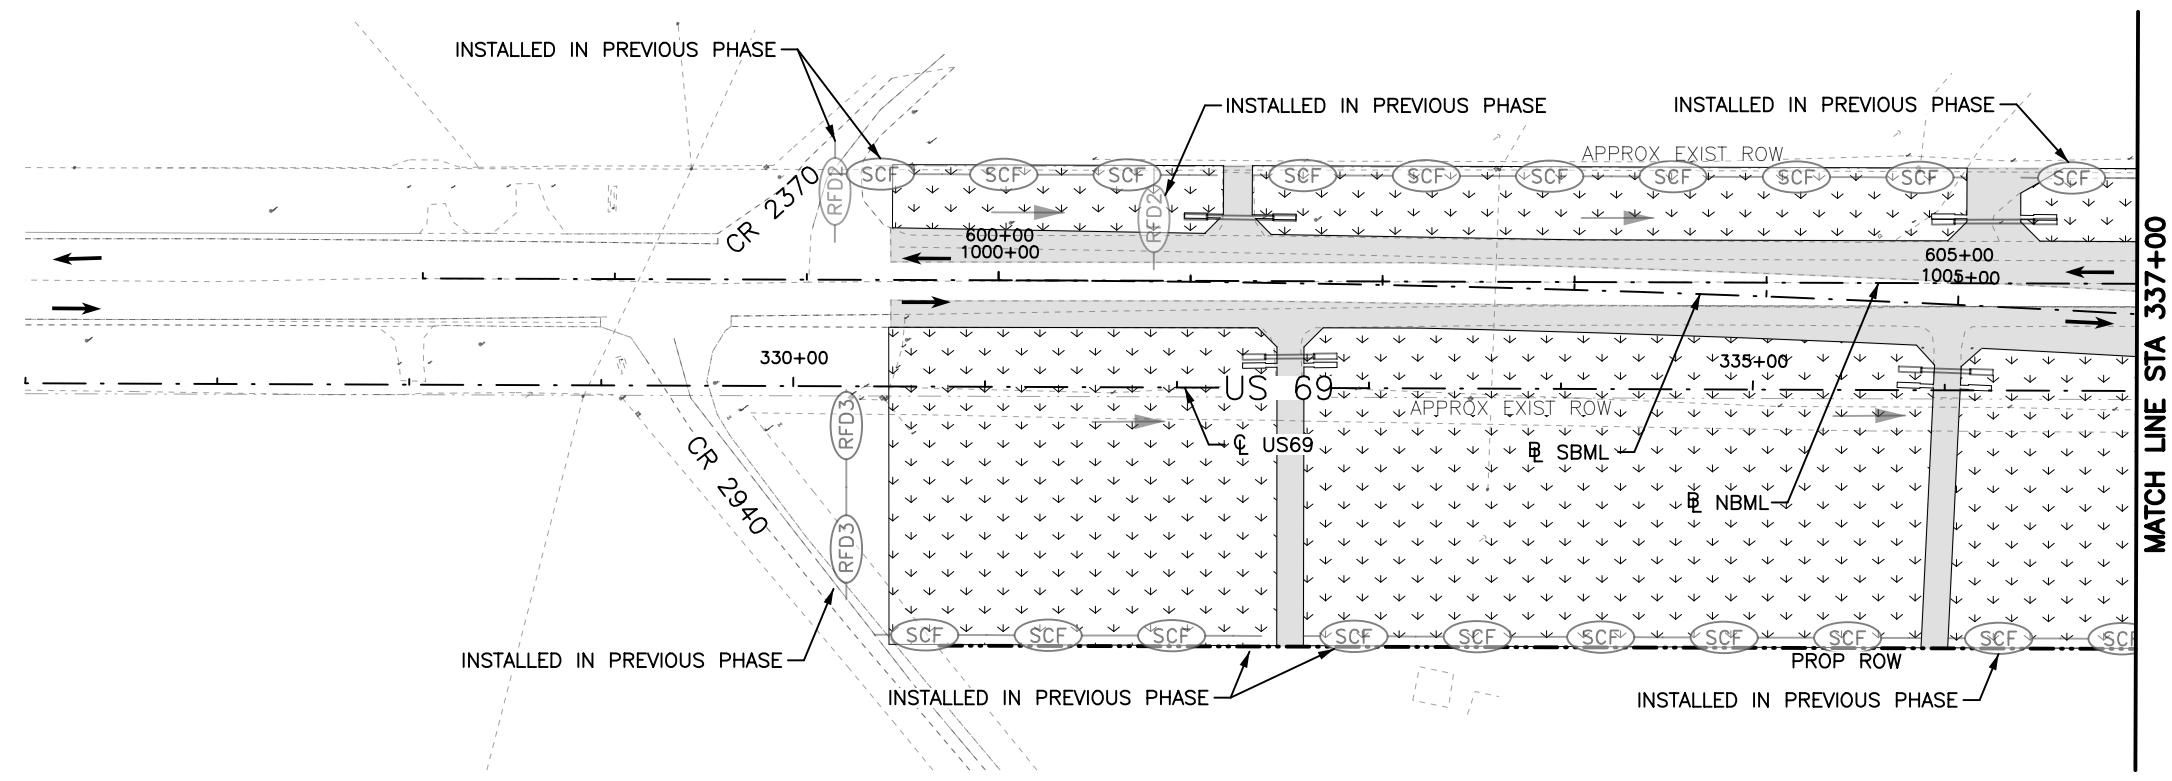 INSTALLED IN PREVIOUS PHASE
INSTALLED IN PREVIOUS PHASE
INSTALLED IN PREVIOUS PHASE
APPROX EXIST ROW
RFD2
SCF
SCF
SCF
RFD2
SCF
SCF
SCF
SCF
SCF
SCF
SCF
CR 2370
600+00
1000+00
605+00
1005+00
MATCH LINE STA 337+00
330+00
335+00
US 69
APPROX EXIST ROW
RFD3
℄ US69
BL SBML
CR 2940
BL NBML
RFD3
SCF
SCF
SCF
SCF
SCF
SCF
SCF
SCF
SCF
SCF
PROP ROW
INSTALLED IN PREVIOUS PHASE
INSTALLED IN PREVIOUS PHASE
INSTALLED IN PREVIOUS PHASE